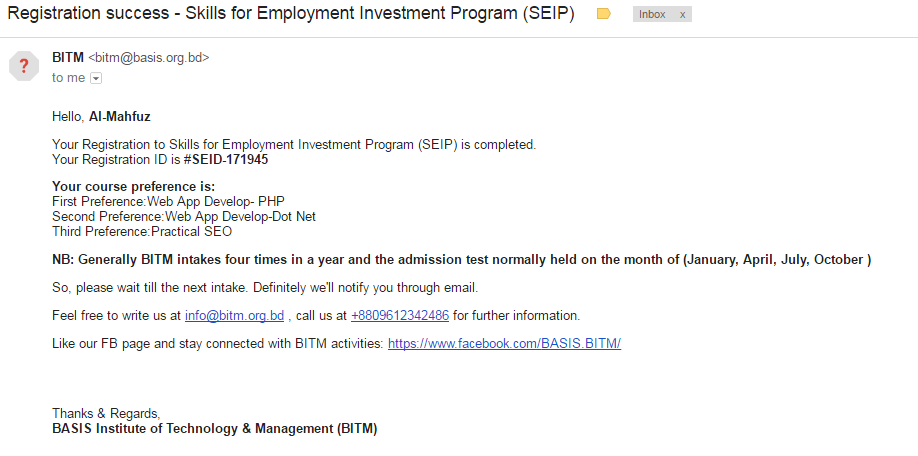 Registration success - Skills for Employment Investment Program (SEIP)
Inbox x
?
BITM <bitm@basis.org.bd>
to me
Hello, Al-Mahfuz
Your Registration to Skills for Employment Investment Program (SEIP) is completed.
Your Registration ID is #SEID-171945
Your course preference is:
First Preference:Web App Develop- PHP
Second Preference:Web App Develop-Dot Net
Third Preference:Practical SEO
NB: Generally BITM intakes four times in a year and the admission test normally held on the month of (January, April, July, October )
So, please wait till the next intake. Definitely we'll notify you through email.
Feel free to write us at info@bitm.org.bd , call us at +8809612342486 for further information.
Like our FB page and stay connected with BITM activities: https://www.facebook.com/BASIS.BITM/
Thanks & Regards,
BASIS Institute of Technology & Management (BITM)